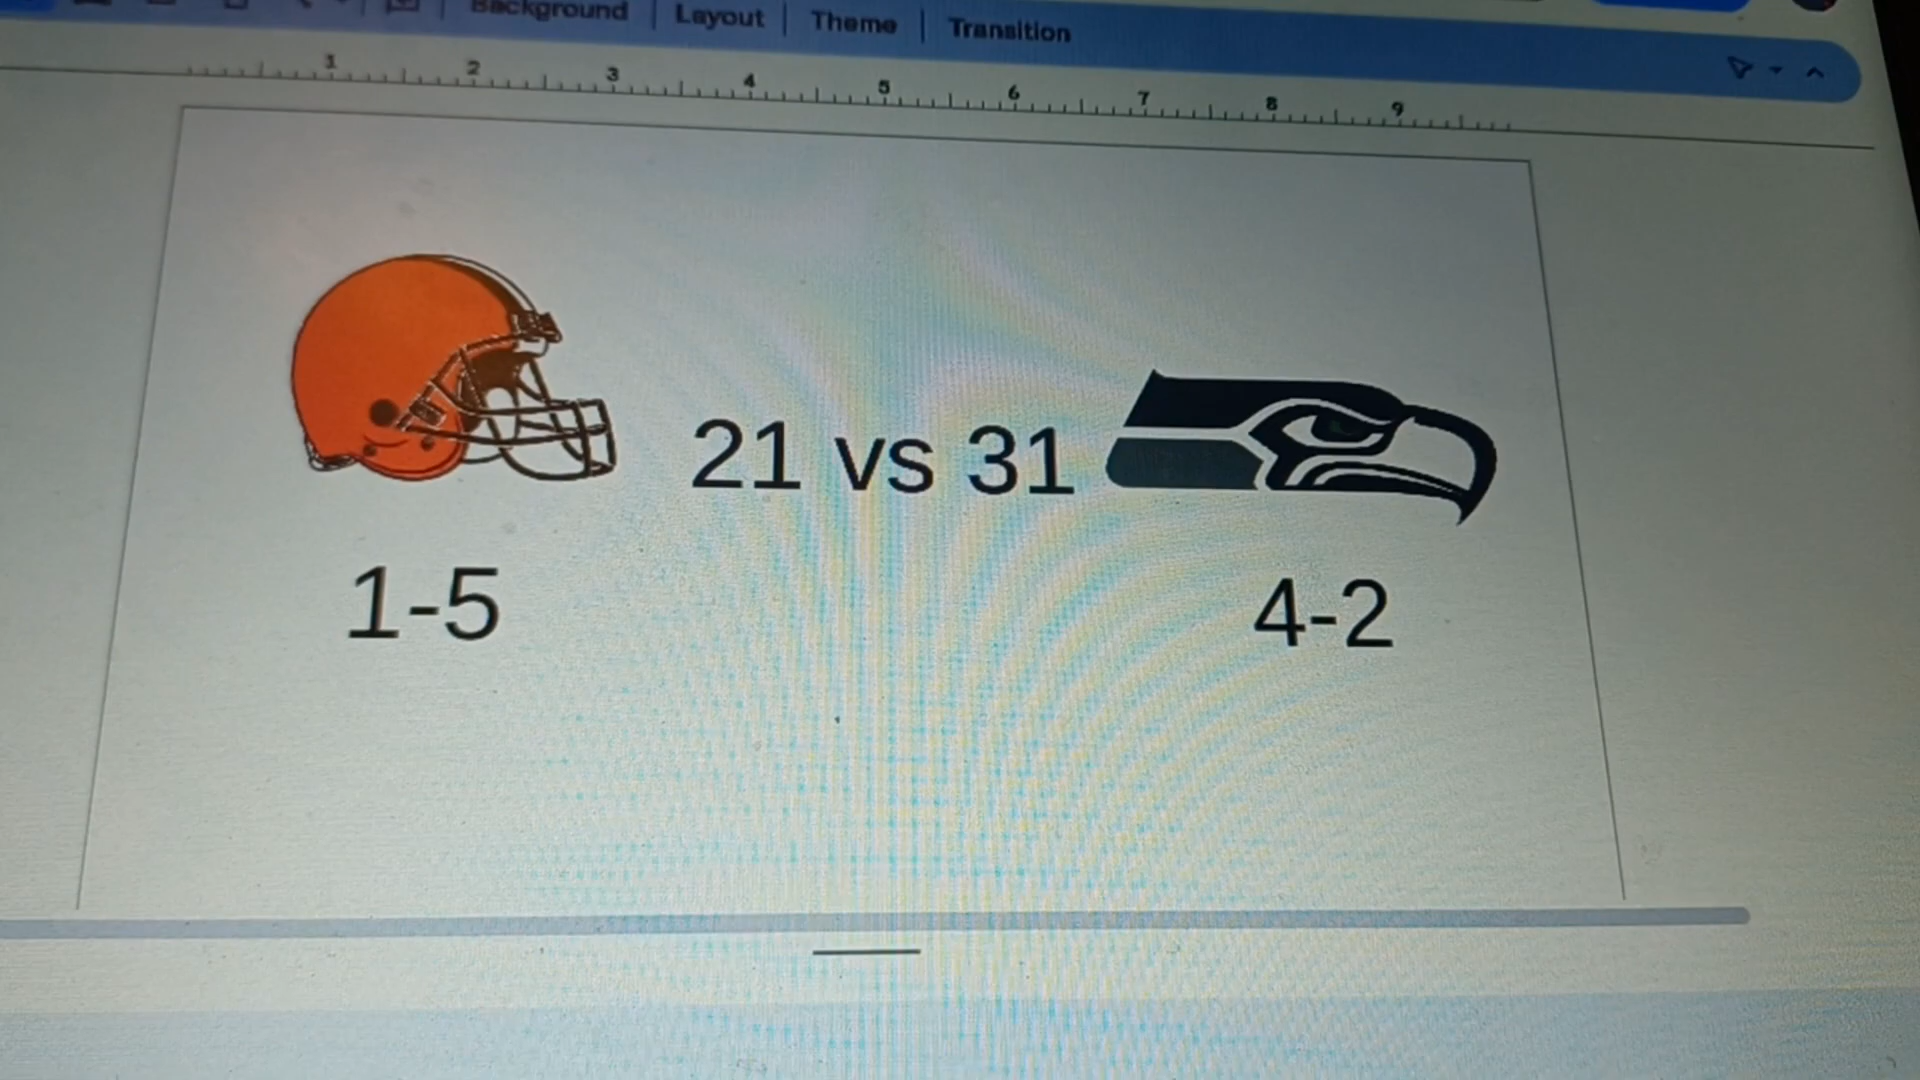 Background | Layout | Theme | Transition
1 2 3 4 5 6 7 8 9
21 vs 31
1-5 4-2